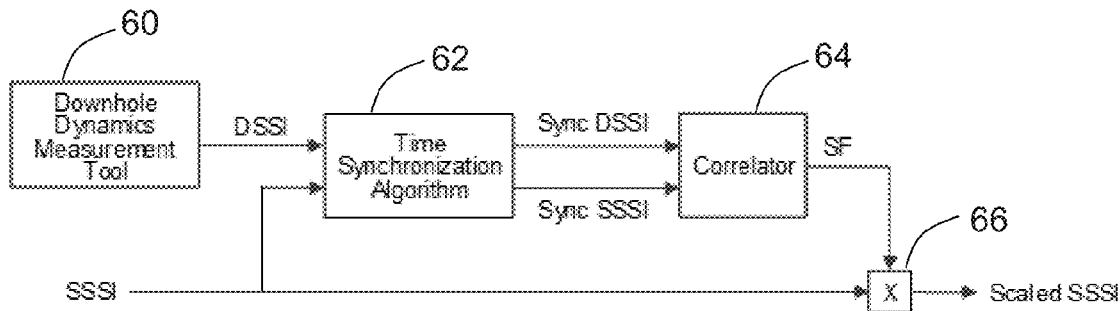 60
62
64
Downhole
Dynamics
Measurement
Tool
DSSI
Time
Synchronization
Algorithm
Sync DSSI
Sync SSSI
Correlator
SF
66
SSSI
X
Scaled SSSI